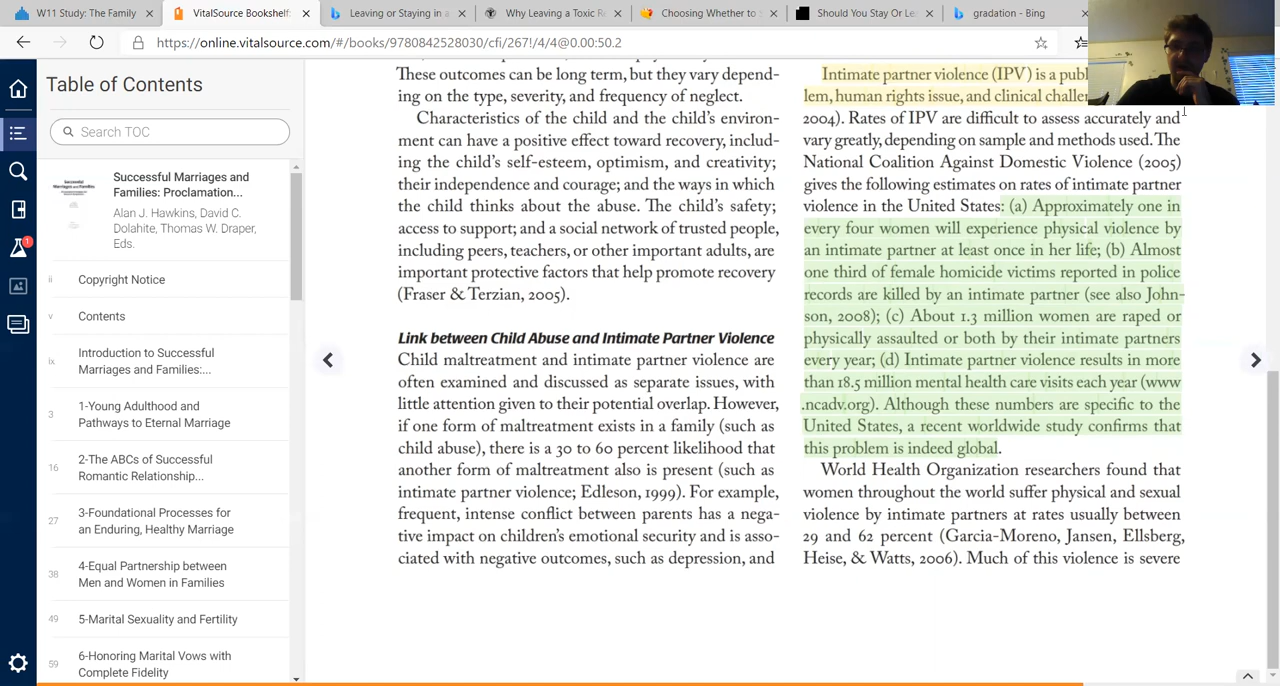 W11 Study: The Family
VitalSource Bookshelf:
Leaving or Staying in a
Why Leaving a Toxic R
Choosing Whether to
Should You Stay Or Le
gradation - Bing
https://online.vitalsource.com/#/books/9780842528030/cfi/267!/4/4@0.00:50.2
Table of Contents
Search TOC
Successful
Marriages and Families
Successful Marriages and
Families: Proclamation...
Alan J. Hawkins, David C.
Dolahite, Thomas W. Draper,
Eds.
ii Copyright Notice
v Contents
ix Introduction to Successful
Marriages and Families:...
3 1-Young Adulthood and
Pathways to Eternal Marriage
16 2-The ABCs of Successful
Romantic Relationship...
27 3-Foundational Processes for
an Enduring, Healthy Marriage
38 4-Equal Partnership between
Men and Women in Families
49 5-Marital Sexuality and Fertility
59 6-Honoring Marital Vows with
Complete Fidelity
1
These outcomes can be long term, but they vary depend-
ing on the type, severity, and frequency of neglect.
Characteristics of the child and the child's environ-
ment can have a positive effect toward recovery, includ-
ing the child's self-esteem, optimism, and creativity;
their independence and courage; and the ways in which
the child thinks about the abuse. The child's safety;
access to support; and a social network of trusted people,
including peers, teachers, or other important adults, are
important protective factors that help promote recovery
(Fraser & Terzian, 2005).
Link between Child Abuse and Intimate Partner Violence
Child maltreatment and intimate partner violence are
often examined and discussed as separate issues, with
little attention given to their potential overlap. However,
if one form of maltreatment exists in a family (such as
child abuse), there is a 30 to 60 percent likelihood that
another form of maltreatment also is present (such as
intimate partner violence; Edleson, 1999). For example,
frequent, intense conflict between parents has a nega-
tive impact on children's emotional security and is asso-
ciated with negative outcomes, such as depression, and
Intimate partner violence (IPV) is a pub
lem, human rights issue, and clinical challen
2004). Rates of IPV are difficult to assess accurately and
vary greatly, depending on sample and methods used. The
National Coalition Against Domestic Violence (2005)
gives the following estimates on rates of intimate partner
violence in the United States: (a) Approximately one in
every four women will experience physical violence by
an intimate partner at least once in her life; (b) Almost
one third of female homicide victims reported in police
records are killed by an intimate partner (see also John-
son, 2008); (c) About 1.3 million women are raped or
physically assaulted or both by their intimate partners
every year; (d) Intimate partner violence results in more
than 18.5 million mental health care visits each year (www
.ncadv.org). Although these numbers are specific to the
United States, a recent worldwide study confirms that
this problem is indeed global.
World Health Organization researchers found that
women throughout the world suffer physical and sexual
violence by intimate partners at rates usually between
29 and 62 percent (Garcia-Moreno, Jansen, Ellsberg,
Heise, & Watts, 2006). Much of this violence is severe